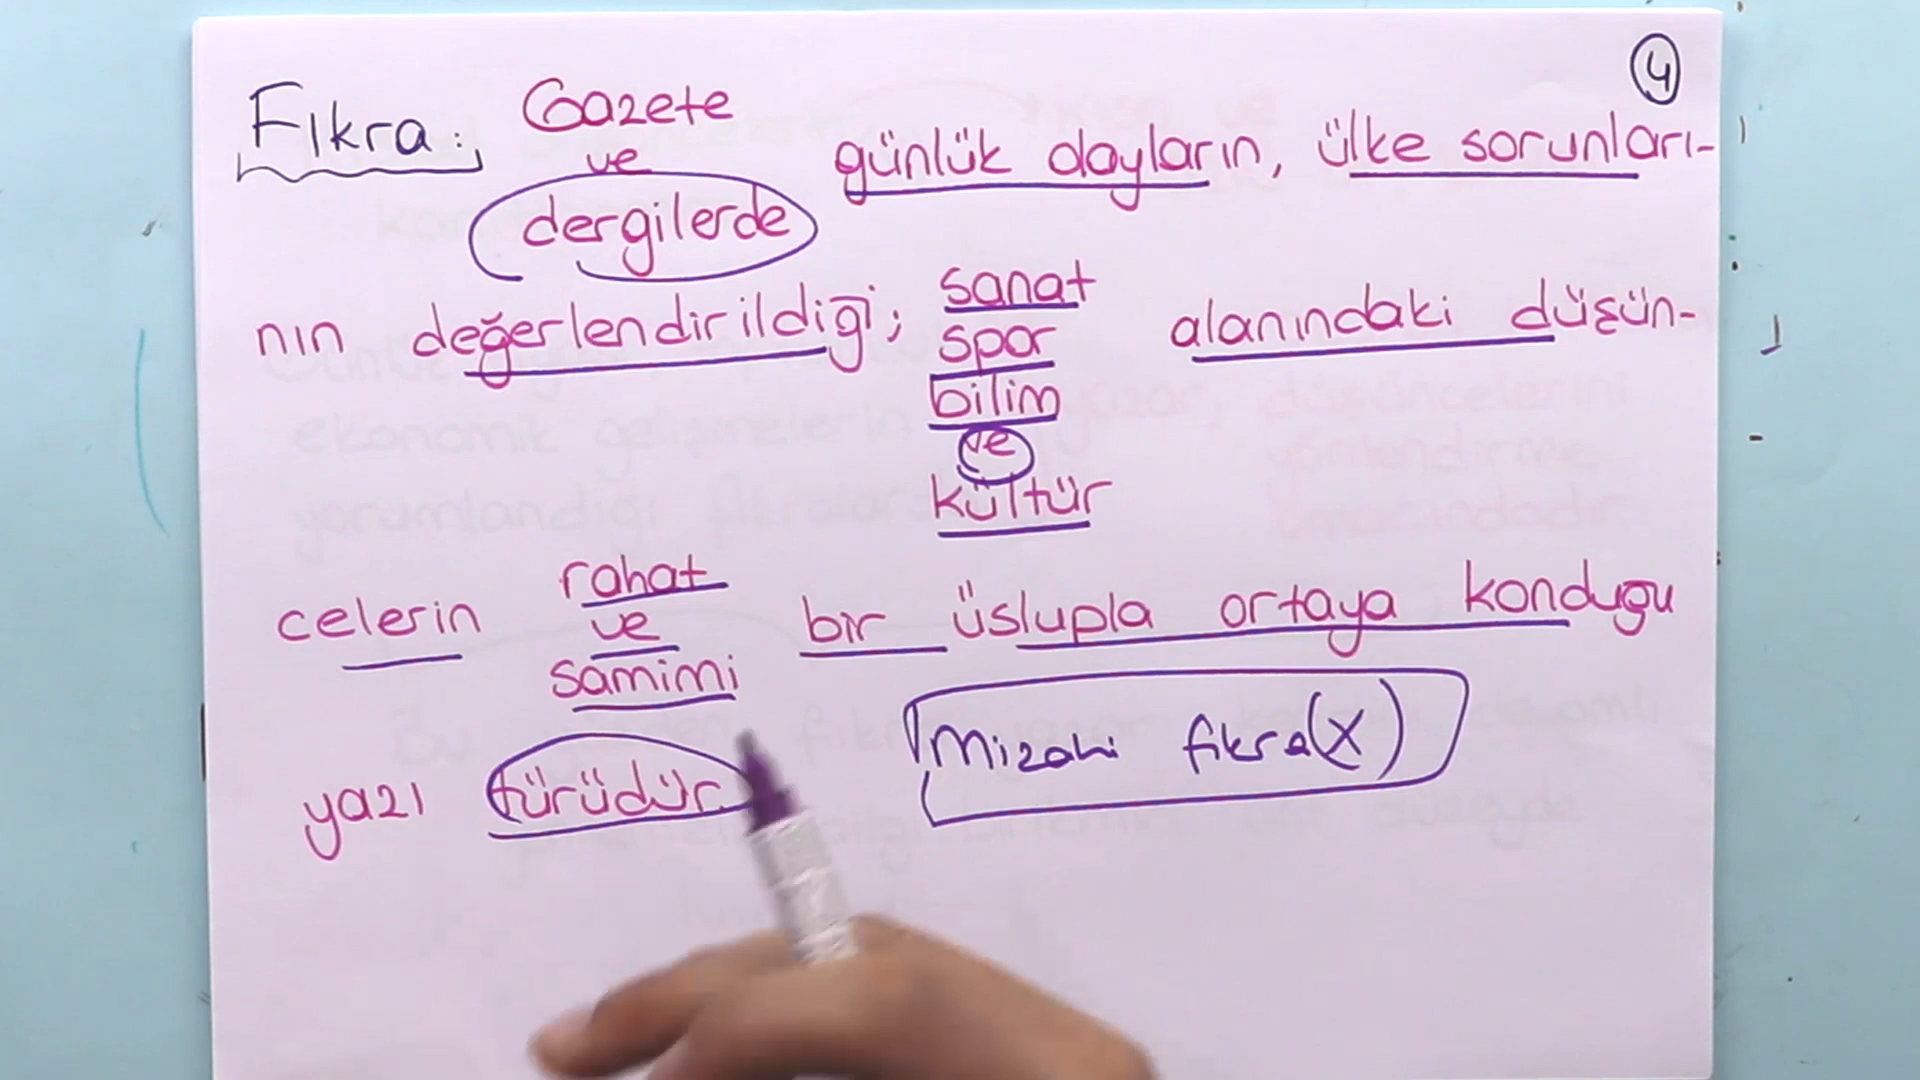 4
Fıkra:
Gazete
ve
dergilerde
günlük olayların, ülke sorunları-
nın değerlendirildiği;
sanat
spor
bilim
ve
kültür
alanındaki düşün-
celerin
rahat
ve
samimi
bir üslupla ortaya konduğu
yazı türüdür.
Mizahi fıkra (X)